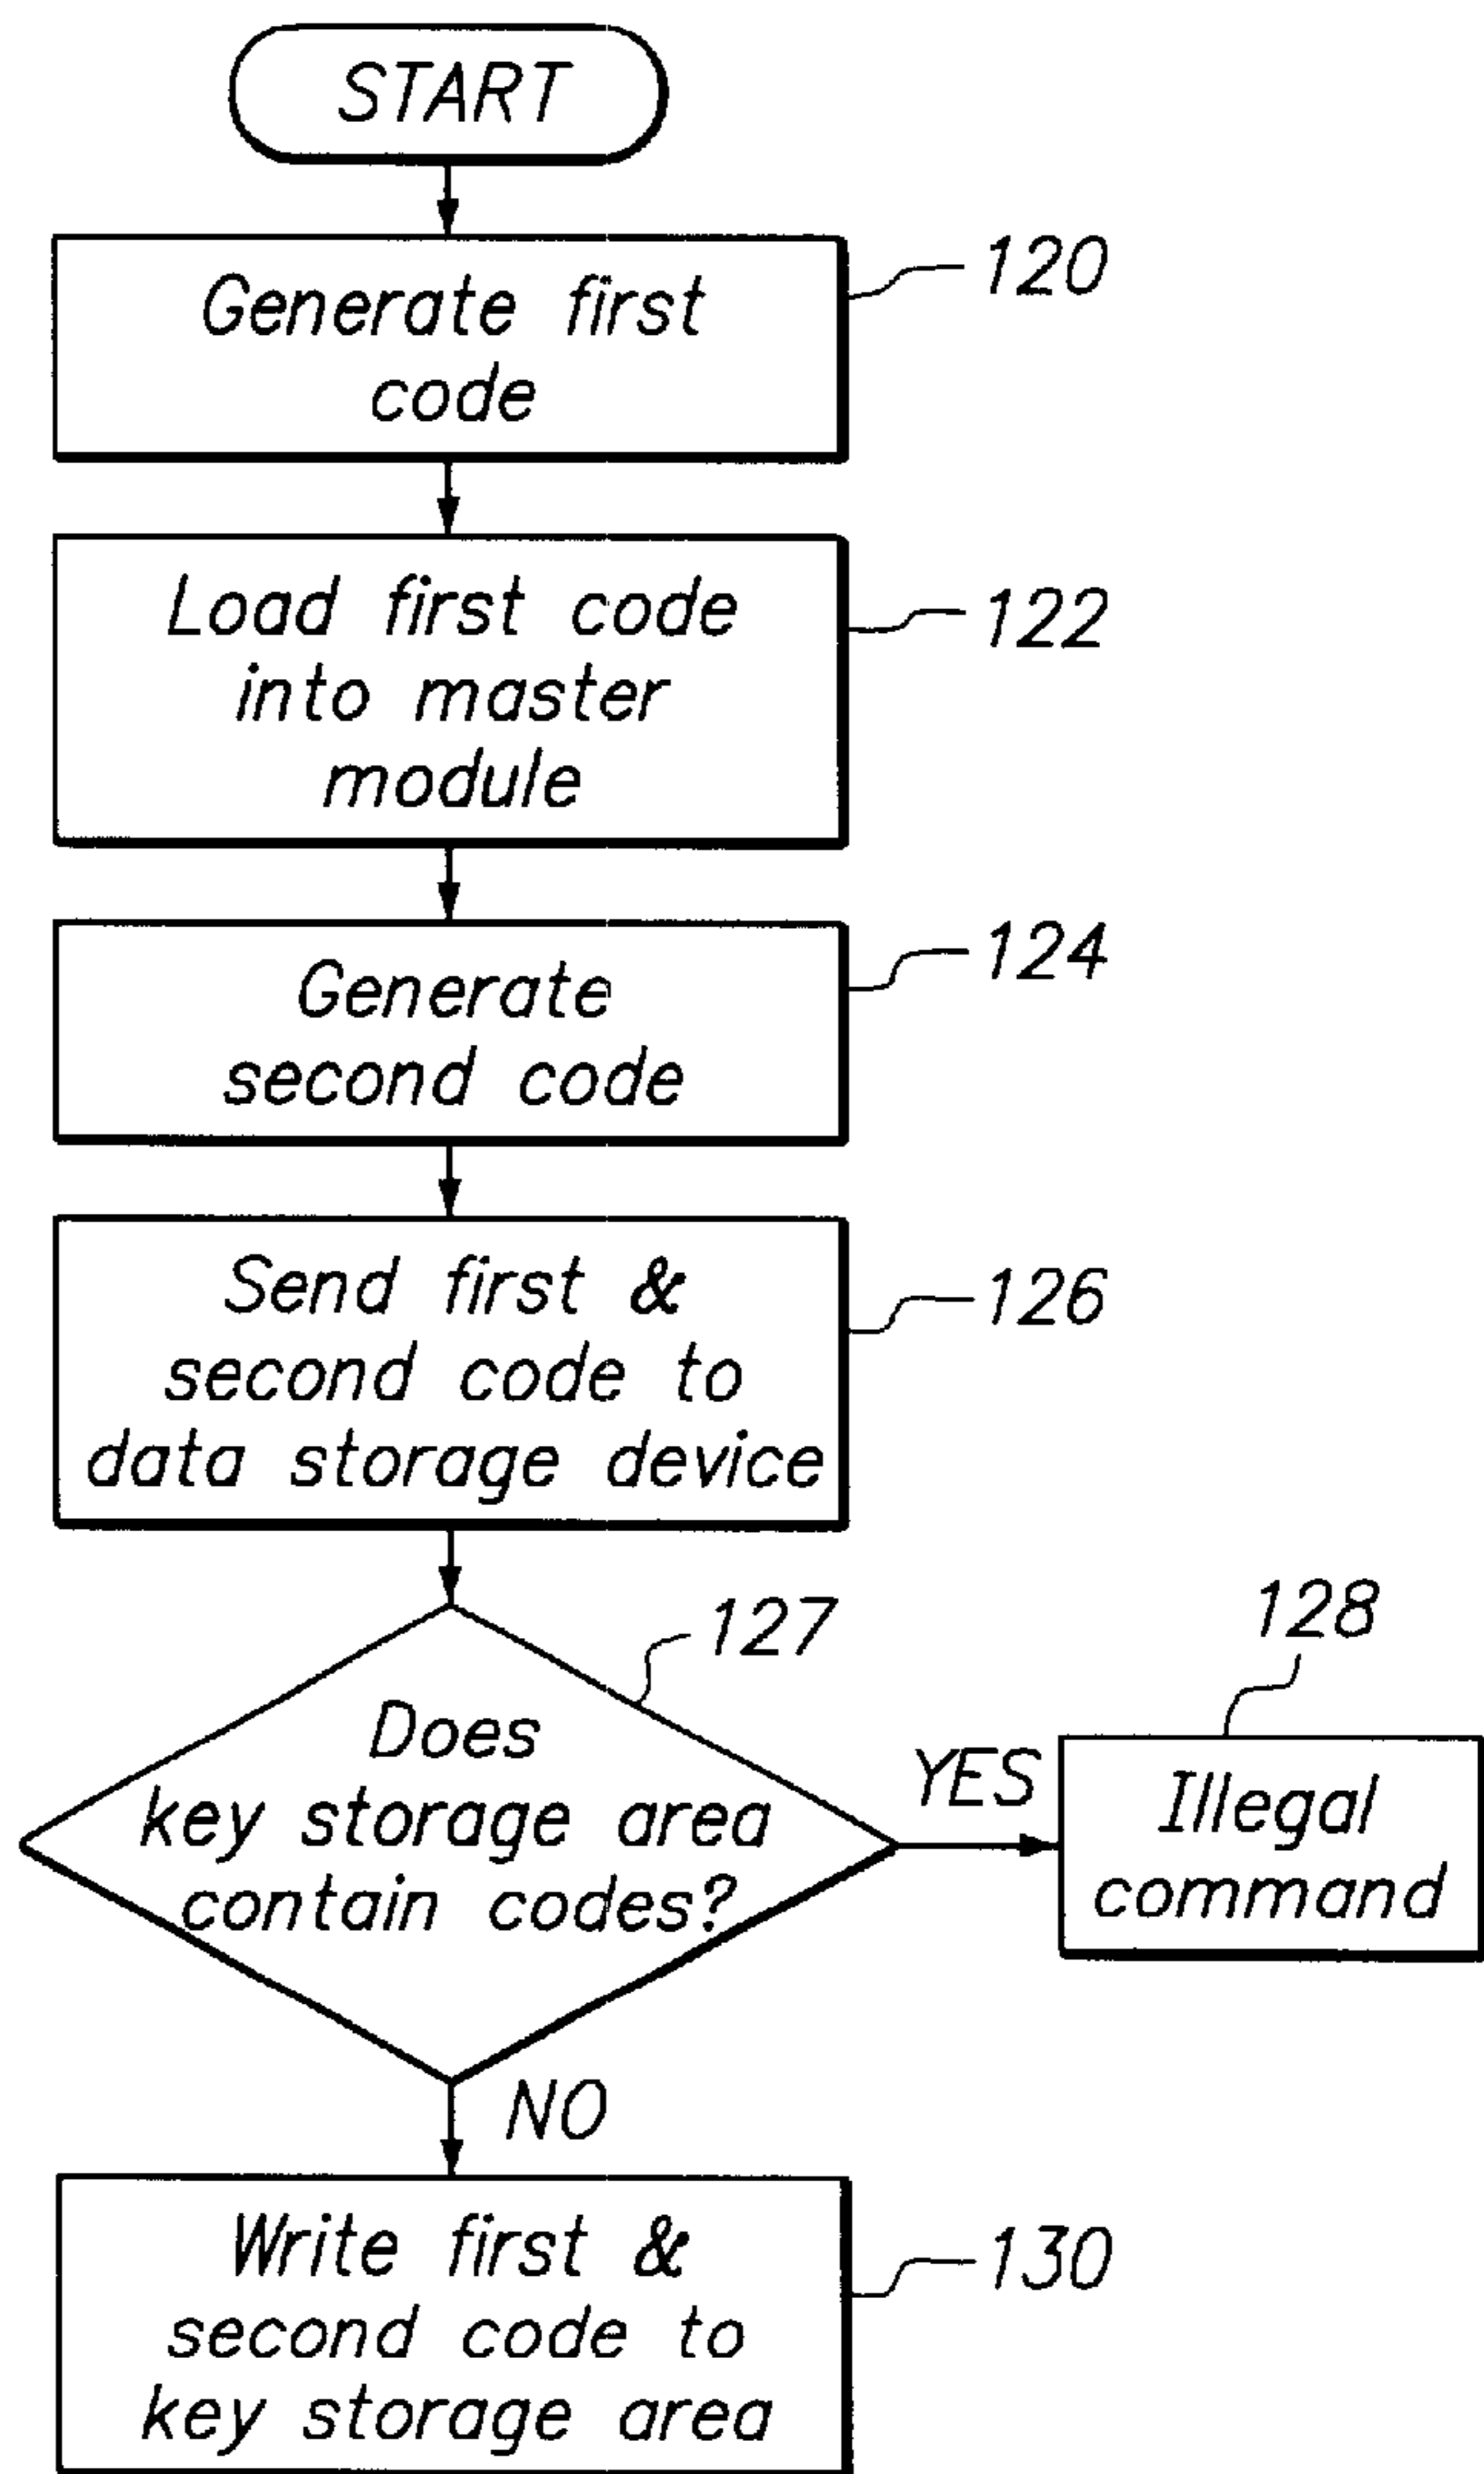 START
Generate first
code
120
Load first code
into master
module
122
Generate
second code
124
Send first &
second code to
data storage device
126
Does
key storage area
contain codes?
127
YES
128
Illegal
command
NO
Write first &
second code to
key storage area
130